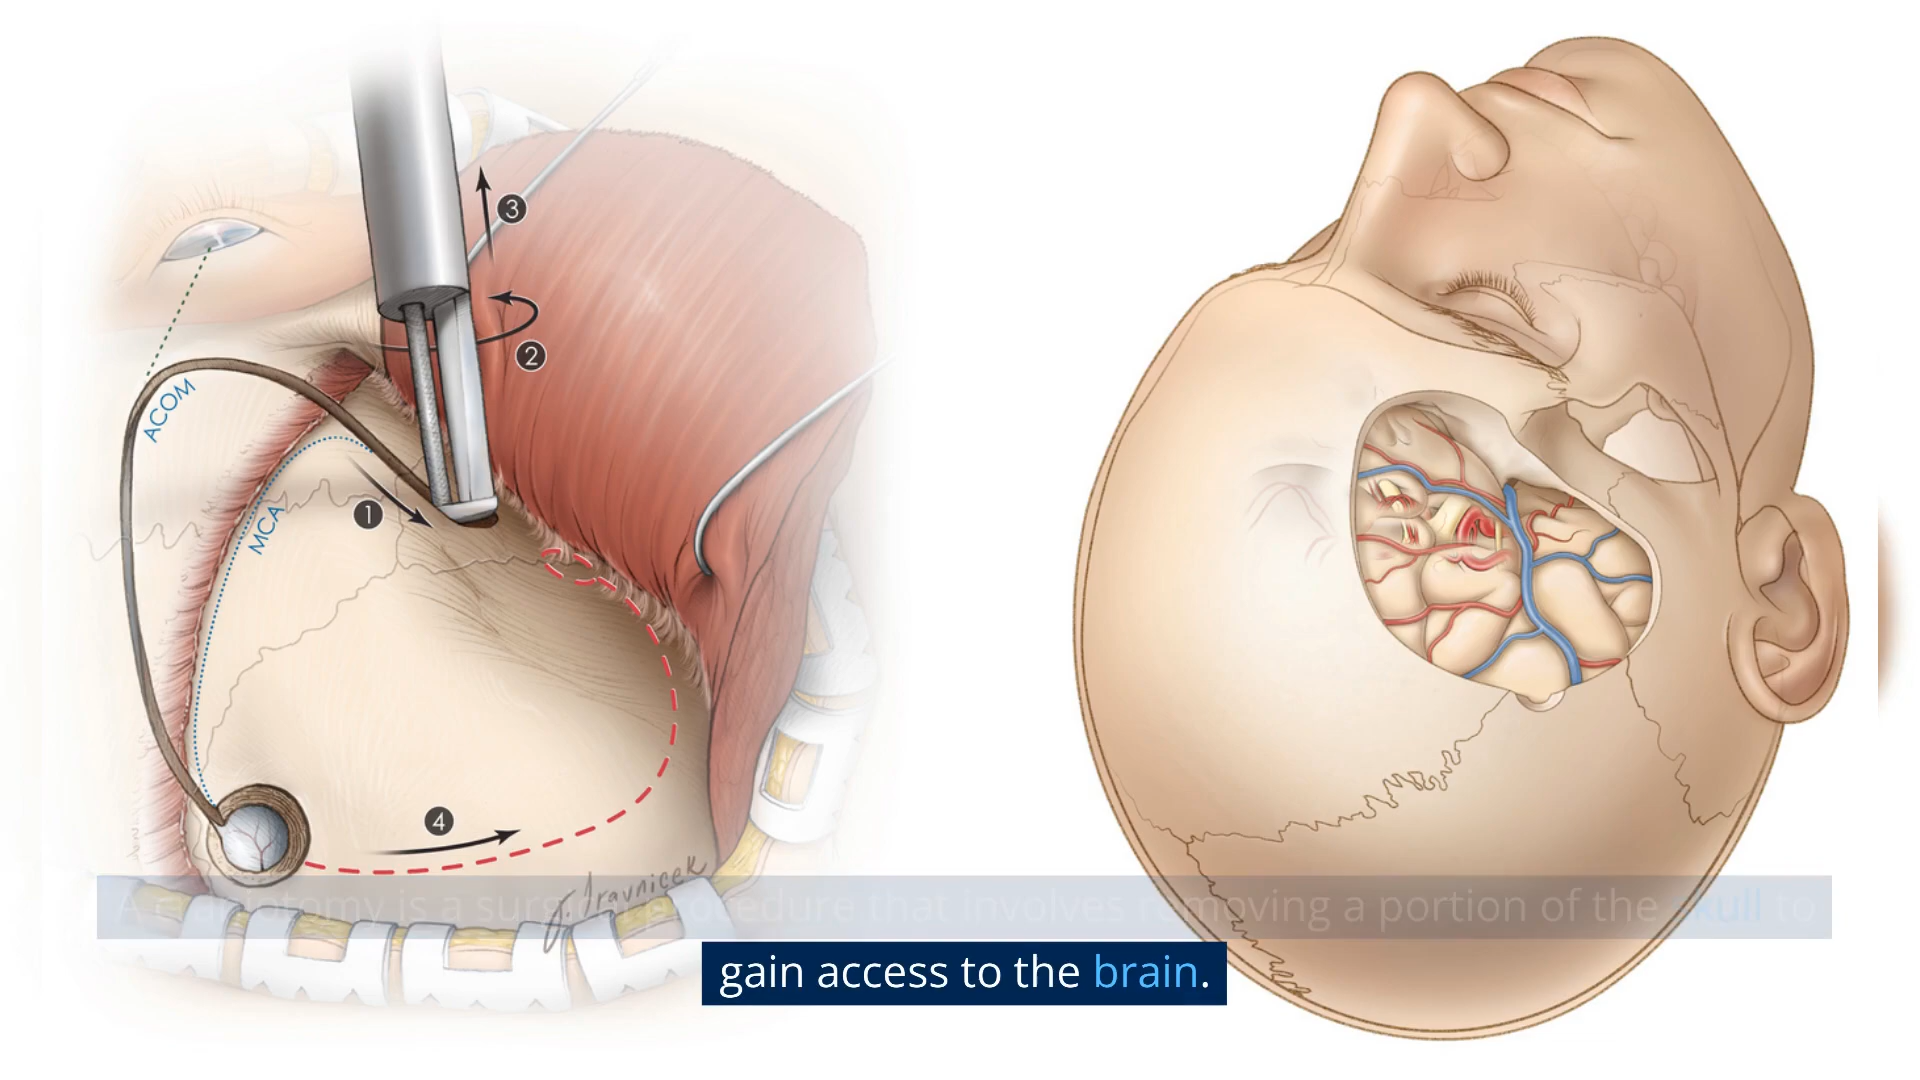 3
2
ACOM
MCA
1
4
J. Dravnicek
A craniotomy is a surgical procedure that involves removing a portion of the skull to
gain access to the brain.